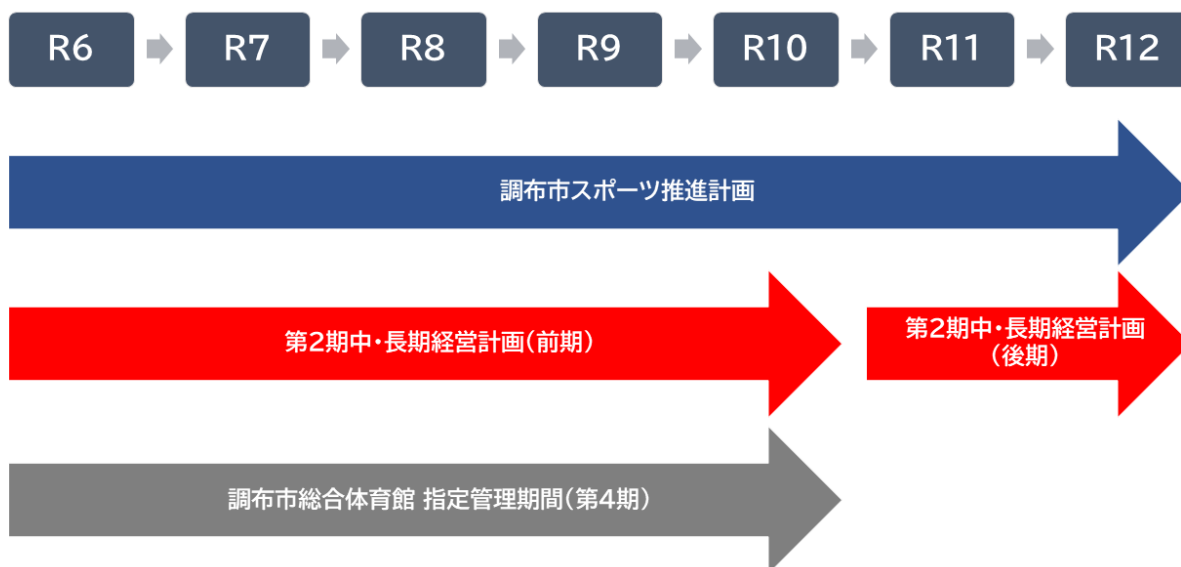 R6
R7
R8
R9
R10
R11
R12
調布市スポーツ推進計画
第2期中・長期経営計画（前期）
第2期中・長期経営計画
（後期）
調布市総合体育館 指定管理期間（第4期）